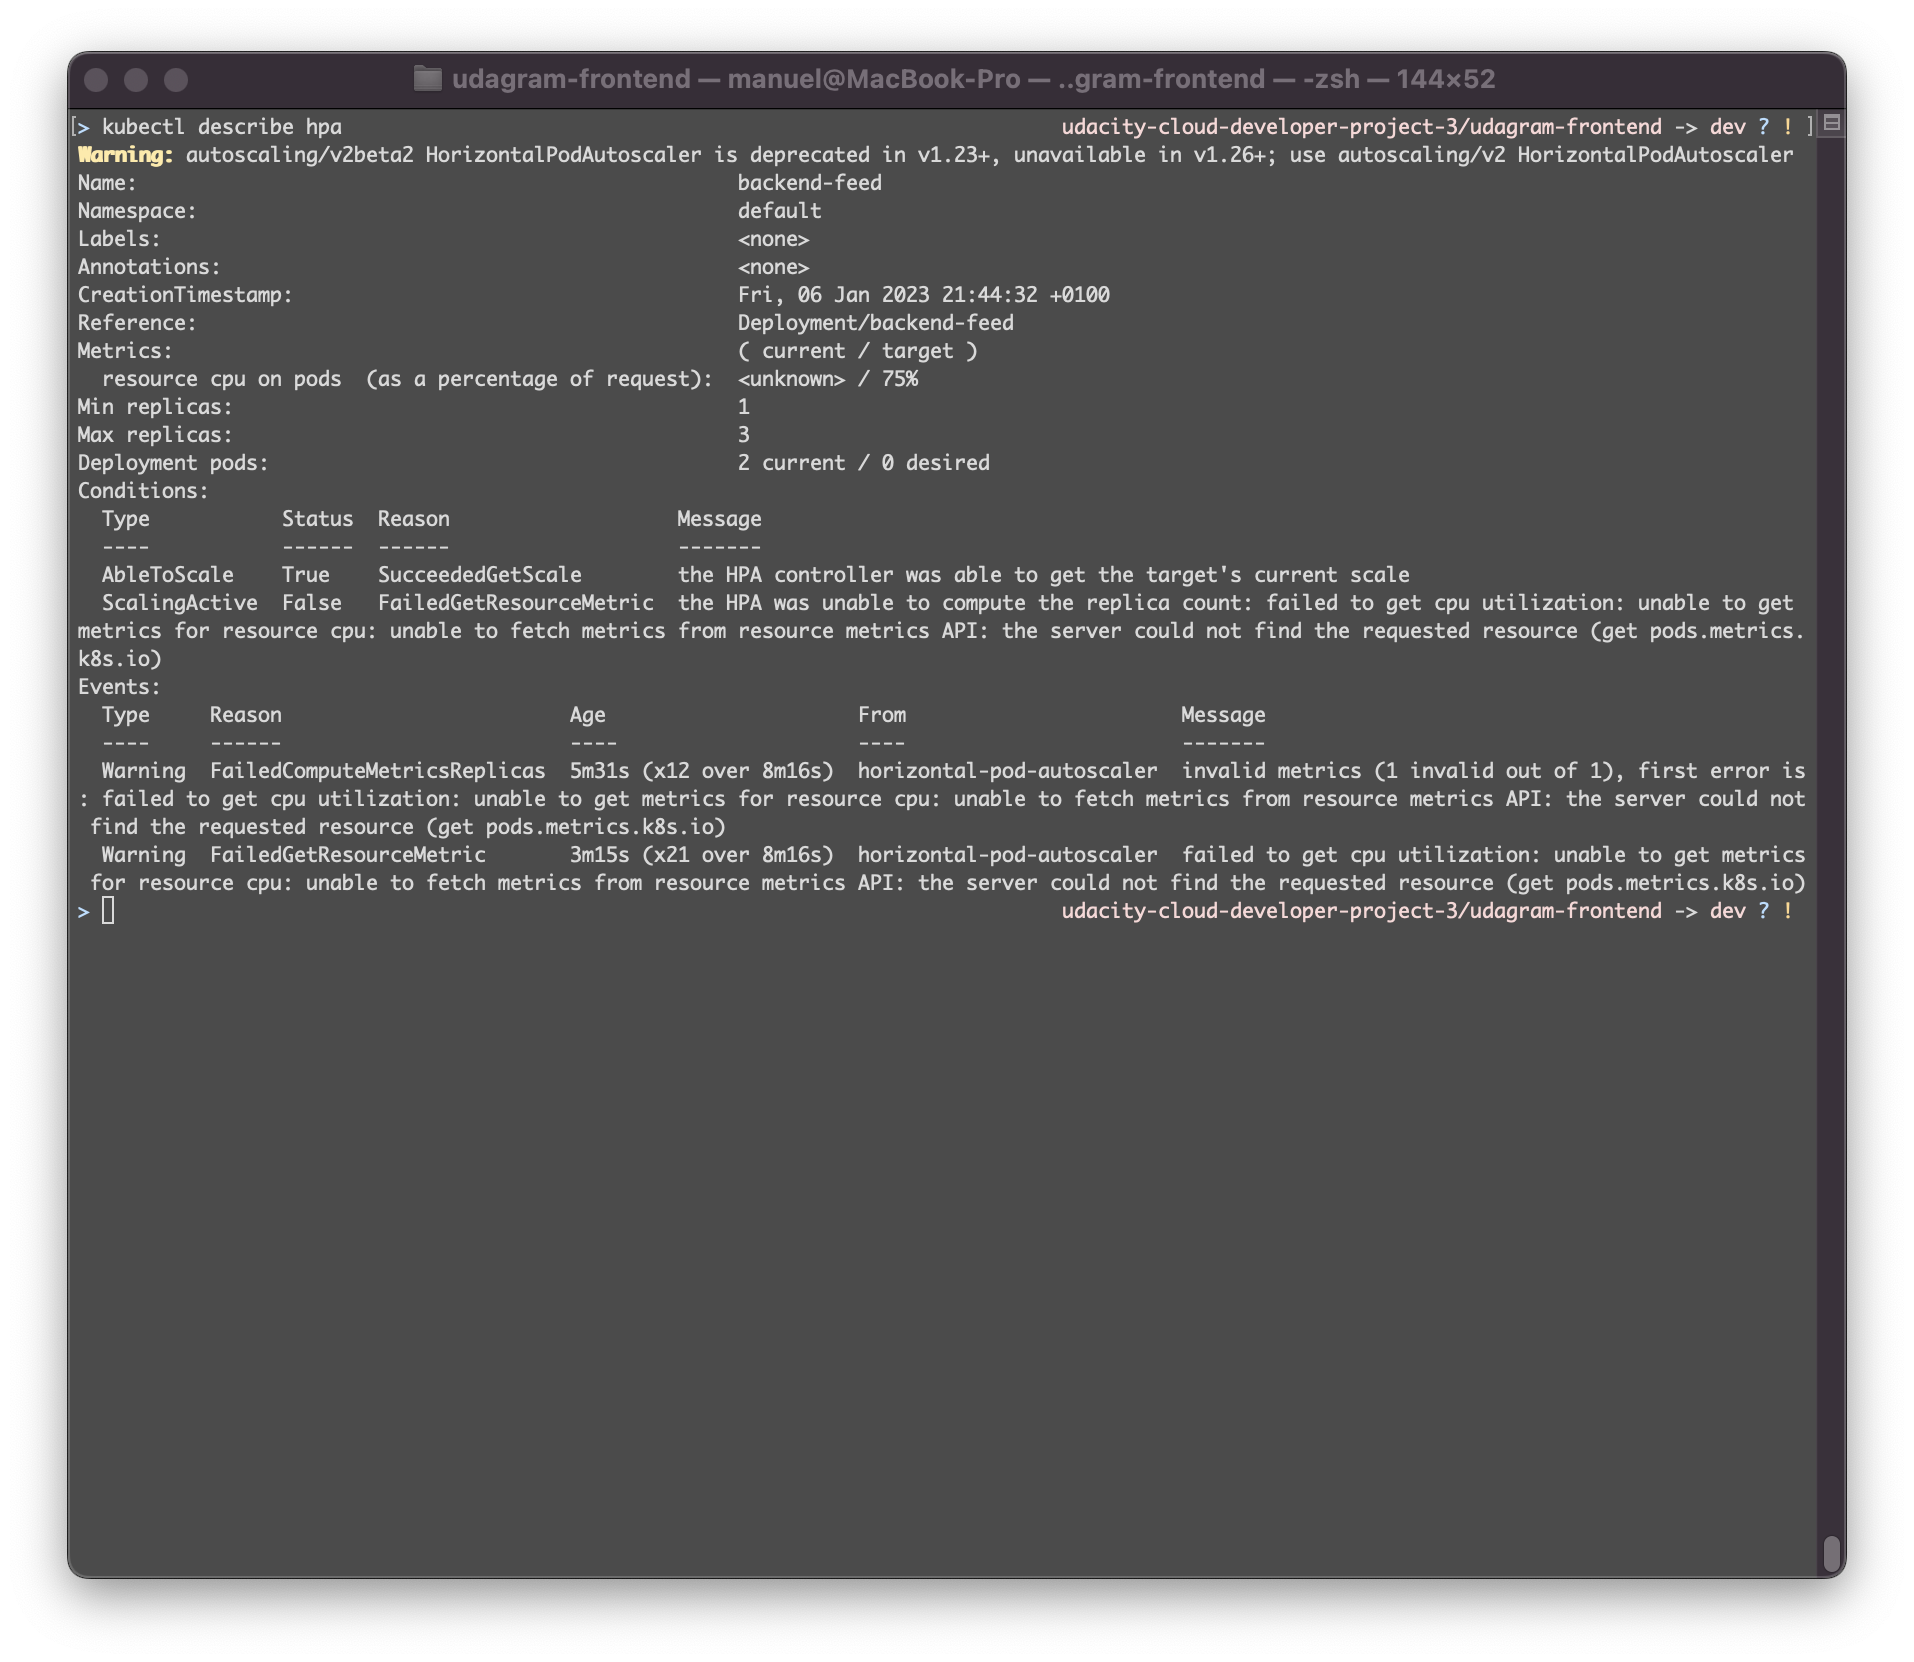 udagram-frontend — manuel@MacBook-Pro — ..gram-frontend — -zsh — 144×52
[> kubectl describe hpa udacity-cloud-developer-project-3/udagram-frontend -> dev ? ! ]
Warning: autoscaling/v2beta2 HorizontalPodAutoscaler is deprecated in v1.23+, unavailable in v1.26+; use autoscaling/v2 HorizontalPodAutoscaler
Name: backend-feed
Namespace: default
Labels: <none>
Annotations: <none>
CreationTimestamp: Fri, 06 Jan 2023 21:44:32 +0100
Reference: Deployment/backend-feed
Metrics: ( current / target )
  resource cpu on pods  (as a percentage of request):  <unknown> / 75%
Min replicas: 1
Max replicas: 3
Deployment pods: 2 current / 0 desired
Conditions:
  Type           Status  Reason                   Message
  ----           ------  ------                   -------
  AbleToScale    True    SucceededGetScale        the HPA controller was able to get the target's current scale
  ScalingActive  False   FailedGetResourceMetric  the HPA was unable to compute the replica count: failed to get cpu utilization: unable to get
metrics for resource cpu: unable to fetch metrics from resource metrics API: the server could not find the requested resource (get pods.metrics.
k8s.io)
Events:
  Type     Reason                        Age                     From                       Message
  ----     ------                        ----                    ----                       -------
  Warning  FailedComputeMetricsReplicas  5m31s (x12 over 8m16s)  horizontal-pod-autoscaler  invalid metrics (1 invalid out of 1), first error is
: failed to get cpu utilization: unable to get metrics for resource cpu: unable to fetch metrics from resource metrics API: the server could not
 find the requested resource (get pods.metrics.k8s.io)
  Warning  FailedGetResourceMetric       3m15s (x21 over 8m16s)  horizontal-pod-autoscaler  failed to get cpu utilization: unable to get metrics
 for resource cpu: unable to fetch metrics from resource metrics API: the server could not find the requested resource (get pods.metrics.k8s.io)
> udacity-cloud-developer-project-3/udagram-frontend -> dev ? !